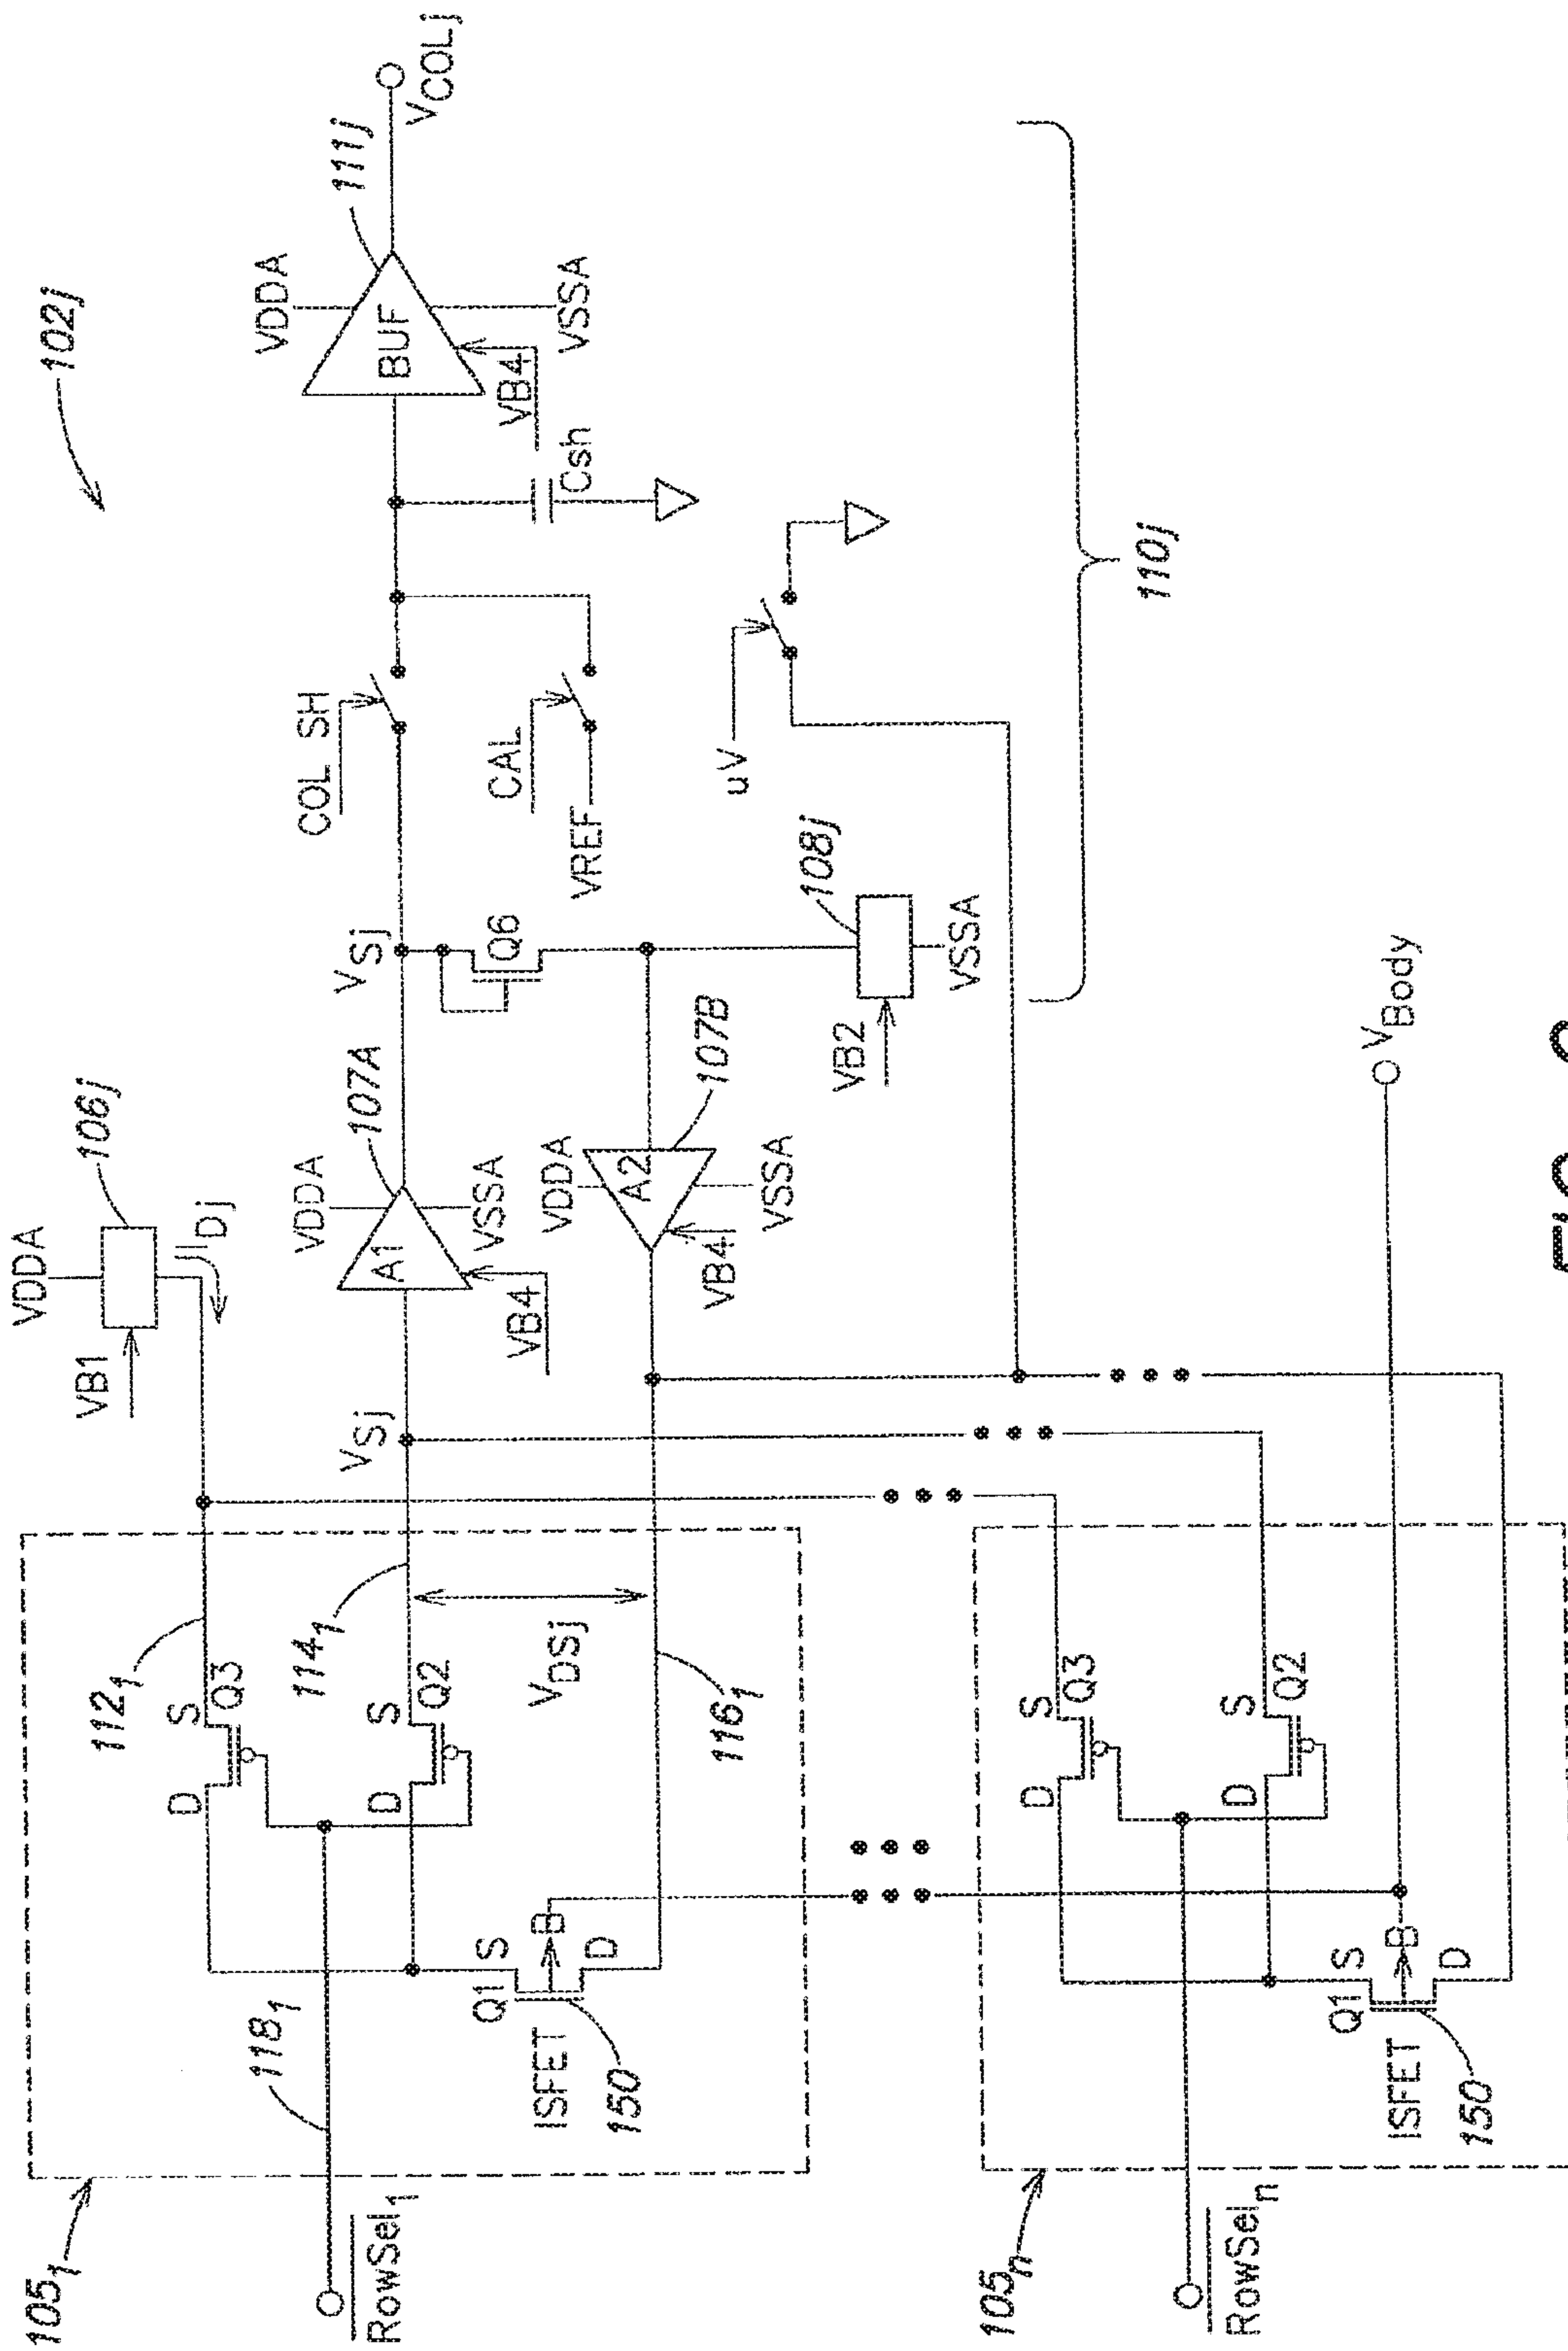 102j
VDDA
106j
VB1
IDj
VDDA
107A
A1
VSSA
VB4
VSj
VSj
COL SH
CAL
VREF
VDDA
111j
BUF
VB4
VSSA
Csh
VCOLj
Q6
VDDA
A2
107B
VB4
VSSA
108j
VB2
VSSA
uV
110j
105₁
112₁
S
Q3
D
114₁
S
Q2
D
VDSj
116₁
118₁
RowSel₁
Q1
S
B
D
ISFET
150
105n
S
Q3
D
S
Q2
D
RowSeln
Q1
S
B
D
ISFET
150
VBody